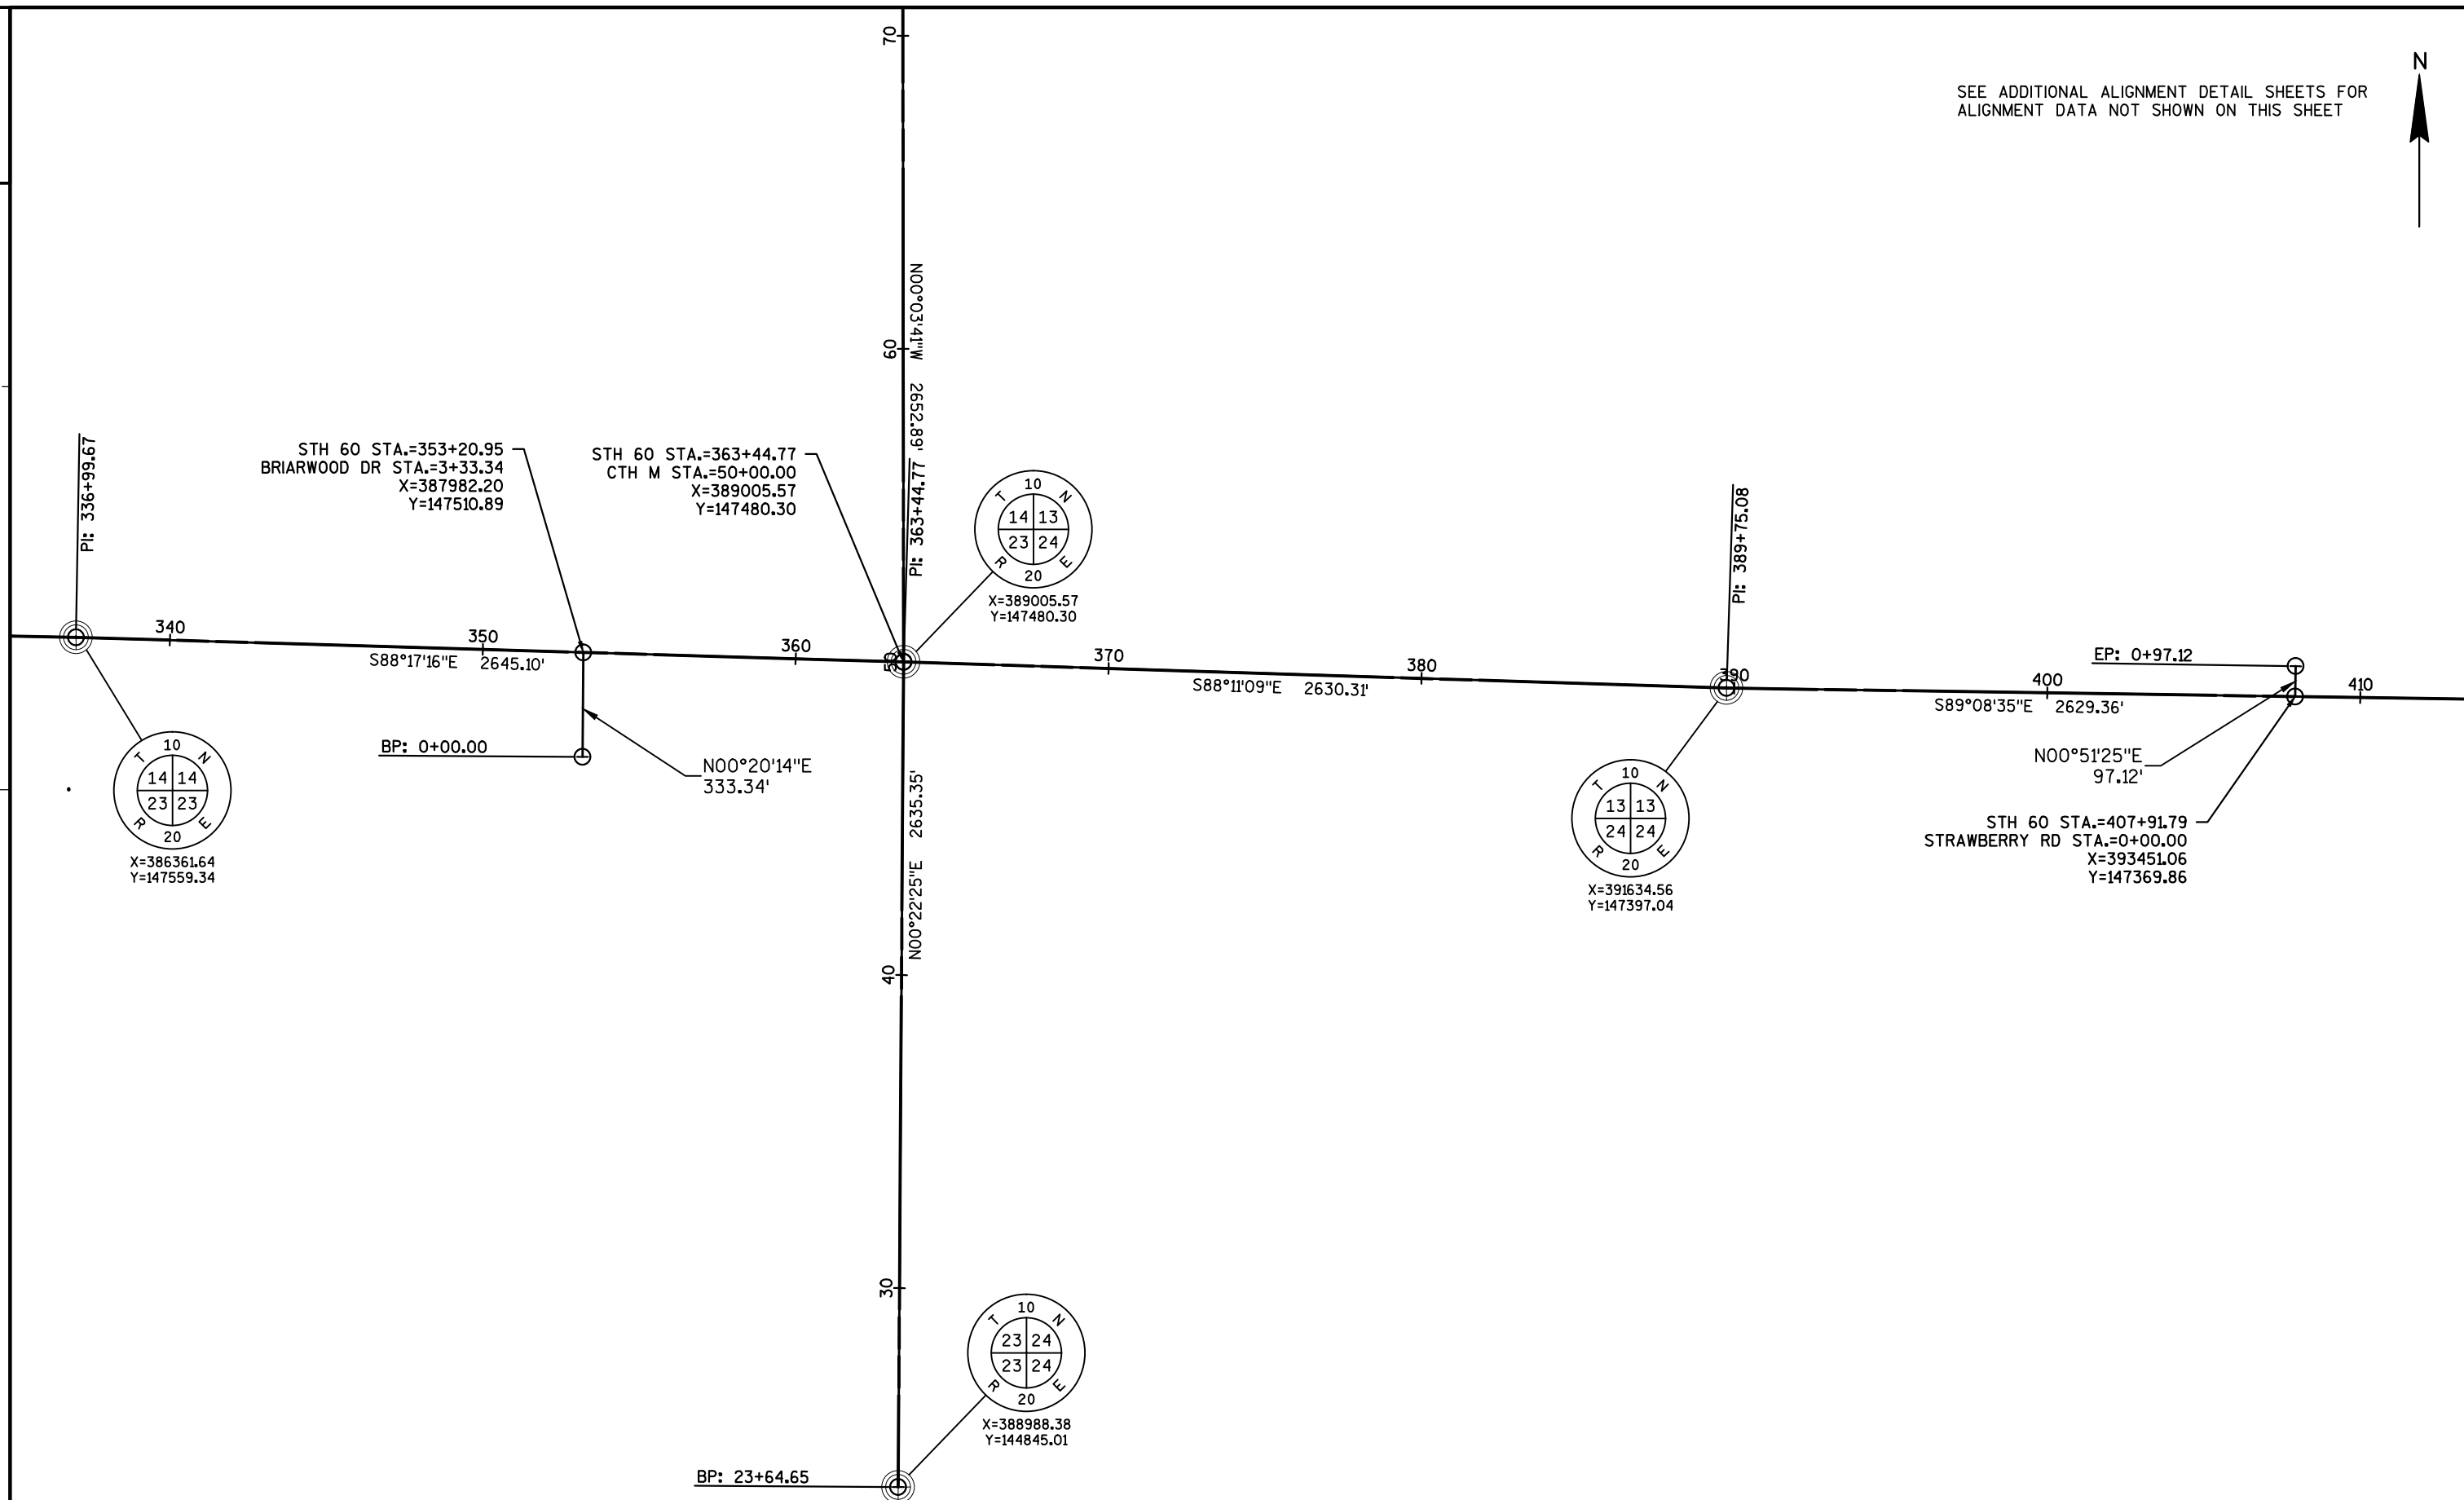 70
N
SEE ADDITIONAL ALIGNMENT DETAIL SHEETS FOR
ALIGNMENT DATA NOT SHOWN ON THIS SHEET
N00°03'41"W 2652.89'
60
PI: 336+99.67
STH 60 STA.=353+20.95
BRIARWOOD DR STA.=3+33.34
X=387982.20
Y=147510.89
STH 60 STA.=363+44.77
CTH M STA.=50+00.00
X=389005.57
Y=147480.30
PI: 363+44.77
T 10 N
14 13
23 24
R 20 E
X=389005.57
Y=147480.30
PI: 389+75.08
340
350
360
50
370
380
390
400
410
S88°17'16"E 2645.10'
S88°11'09"E 2630.31'
S89°08'35"E 2629.36'
EP: 0+97.12
BP: 0+00.00
N00°20'14"E
333.34'
N00°51'25"E
97.12'
T 10 N
14 14
23 23
R 20 E
X=386361.64
Y=147559.34
T 10 N
13 13
24 24
R 20 E
X=391634.56
Y=147397.04
STH 60 STA.=407+91.79
STRAWBERRY RD STA.=0+00.00
X=393451.06
Y=147369.86
N00°22'25"E 2635.35'
40
30
T 10 N
23 24
23 24
R 20 E
X=388988.38
Y=144845.01
BP: 23+64.65